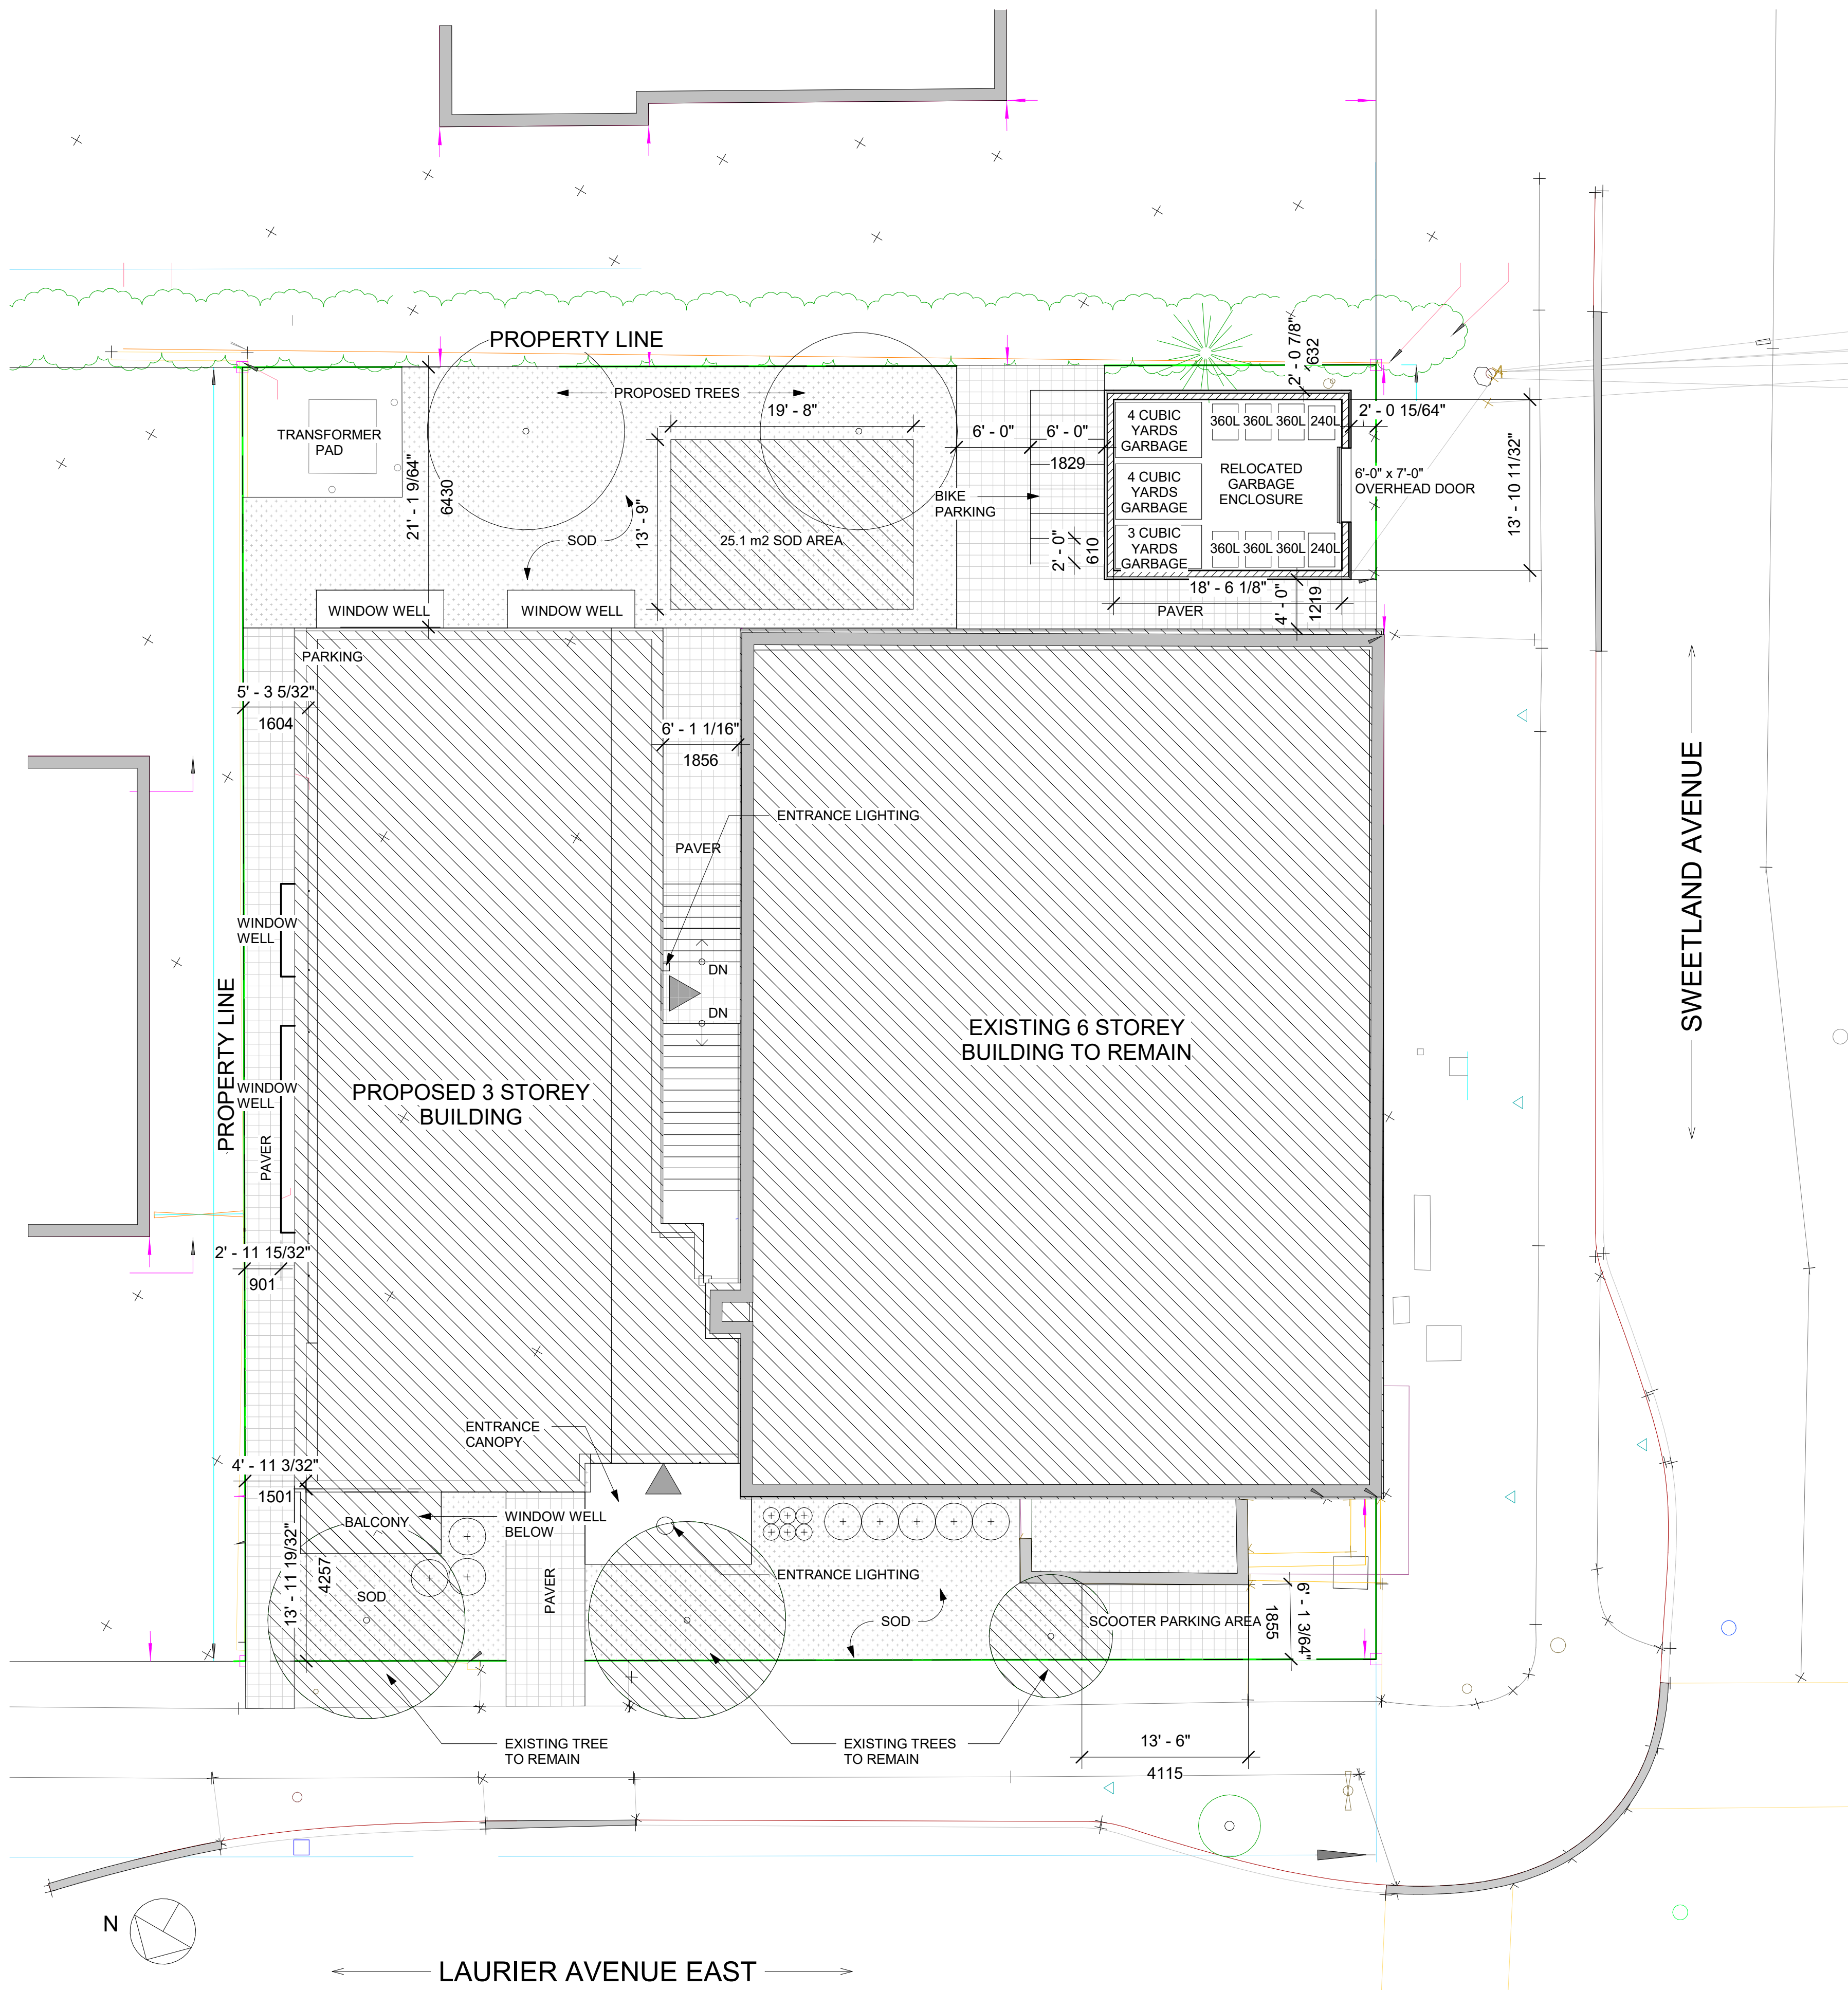 PROPERTY LINE
2' - 0 7/8"
632
PROPOSED TREES
19' - 8"
TRANSFORMER
PAD
21' - 1 9/64"
6430
13' - 9"
SOD
25.1 m2 SOD AREA
6' - 0"
6' - 0"
1829
BIKE
PARKING
2' - 0"
610
4 CUBIC
YARDS
GARBAGE
4 CUBIC
YARDS
GARBAGE
3 CUBIC
YARDS
GARBAGE
360L 360L 360L 240L
RELOCATED
GARBAGE
ENCLOSURE
360L 360L 360L 240L
2' - 0 15/64"
6'-0" x 7'-0"
OVERHEAD DOOR
13' - 10 11/32"
18' - 6 1/8"
PAVER
4' - 0"
1219
WINDOW WELL
WINDOW WELL
PARKING
5' - 3 5/32"
1604
6' - 1 1/16"
1856
ENTRANCE LIGHTING
PAVER
WINDOW
WELL
DN
DN
PROPERTY LINE
WINDOW
WELL
PAVER
PROPOSED 3 STOREY
BUILDING
EXISTING 6 STOREY
BUILDING TO REMAIN
SWEETLAND AVENUE
2' - 11 15/32"
901
ENTRANCE
CANOPY
4' - 11 3/32"
1501
BALCONY
WINDOW WELL
BELOW
13' - 11 19/32"
4257
SOD
PAVER
ENTRANCE LIGHTING
SOD
SCOOTER PARKING AREA
1855
6' - 1 3/64"
EXISTING TREE
TO REMAIN
EXISTING TREES
TO REMAIN
13' - 6"
4115
N
LAURIER AVENUE EAST